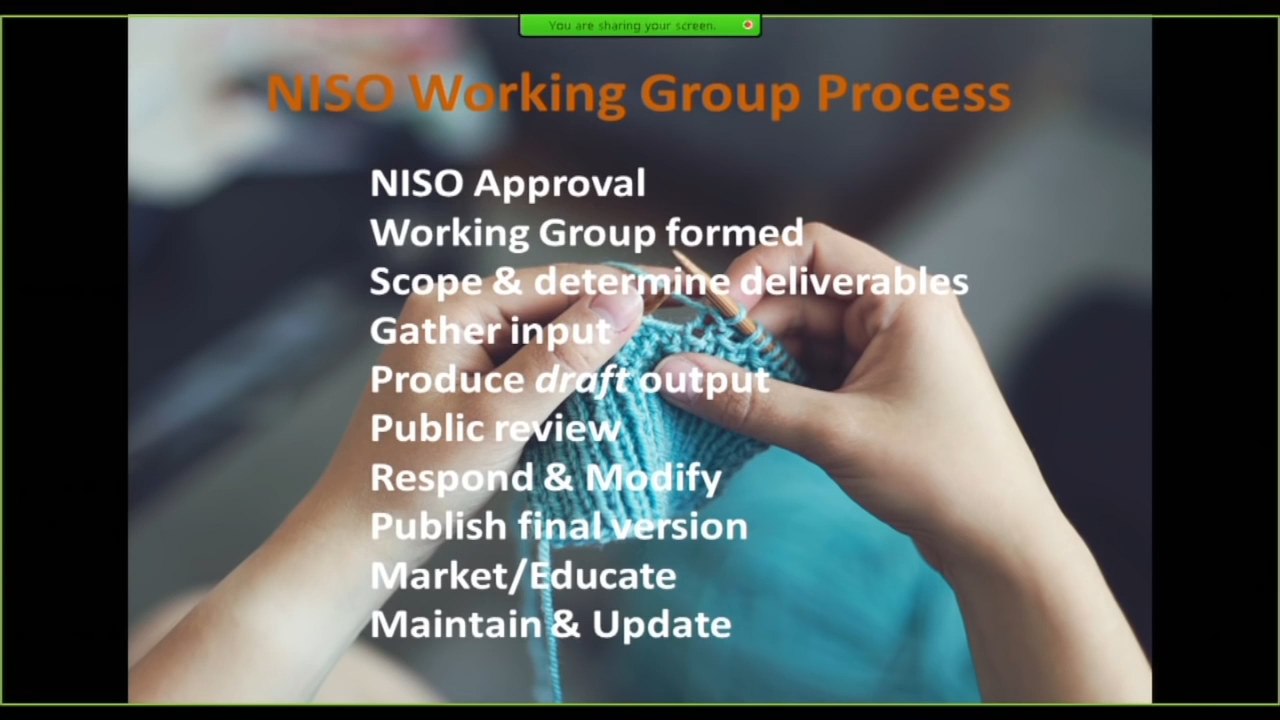 You are sharing your screen.
NISO Working Group Process
NISO Approval
Working Group formed
Scope & determine deliverables
Gather input
Produce draft output
Public review
Respond & Modify
Publish final version
Market/Educate
Maintain & Update